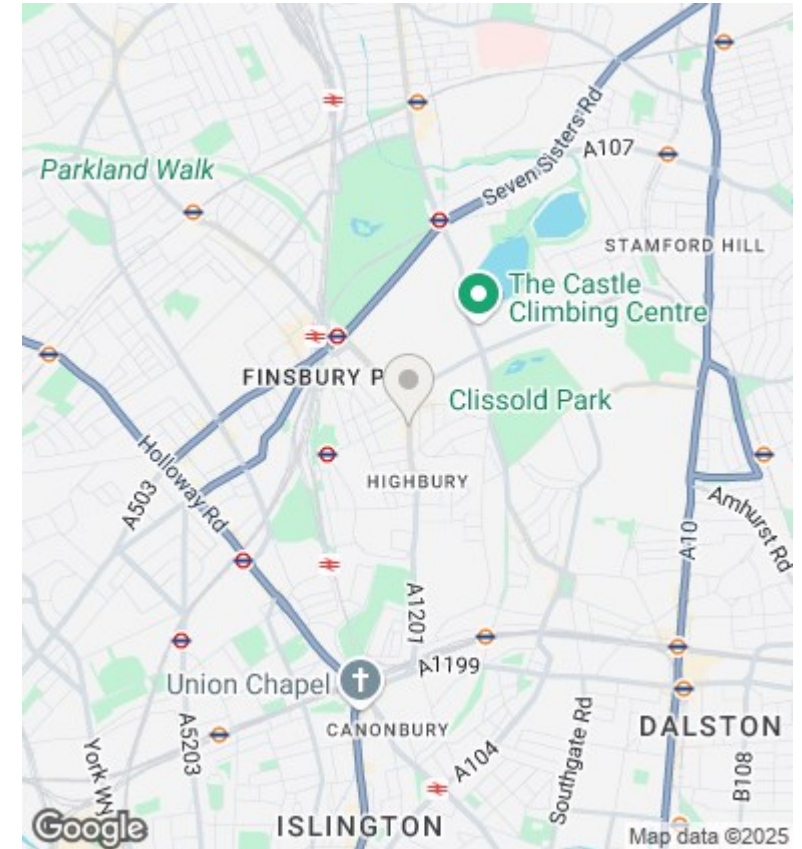 A107
Seven Sisters Rd
Parkland Walk
STAMFORD HILL
The Castle
Climbing Centre
FINSBURY P
Clissold Park
Holloway Rd
A503
HIGHBURY
Amhurst Rd
A10
A1207
A1199
Union Chapel
CANONBURY
A5203
A104
Southgate Rd
DALSTON
B108
York W
ISLINGTON
Google
Map data ©2025